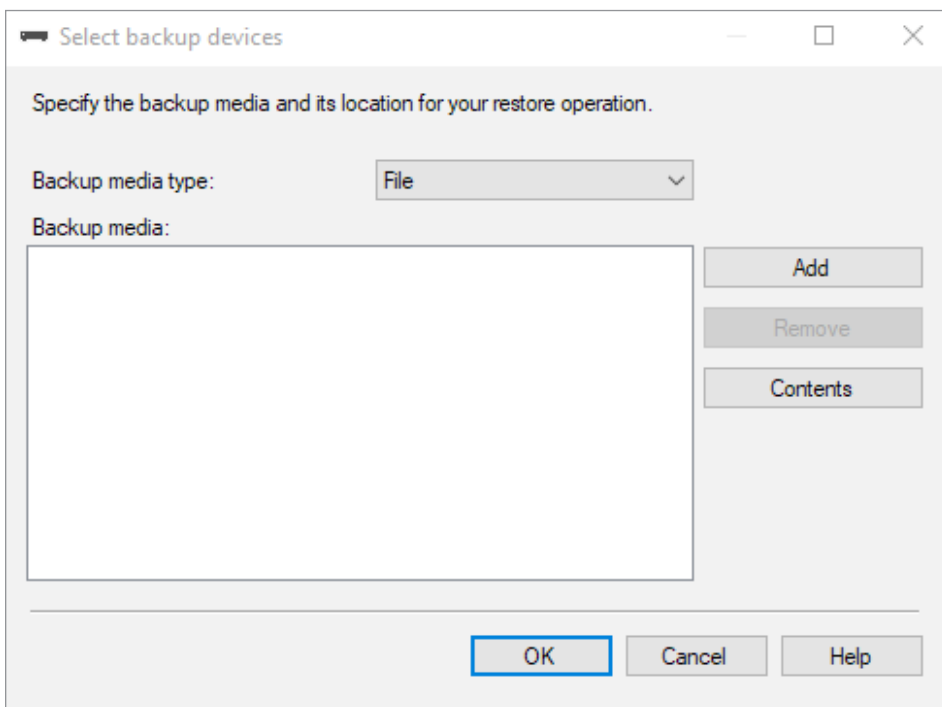 Select backup devices
Specify the backup media and its location for your restore operation.
Backup media type:
File
Backup media:
Add
Remove
Contents
OK
Cancel
Help